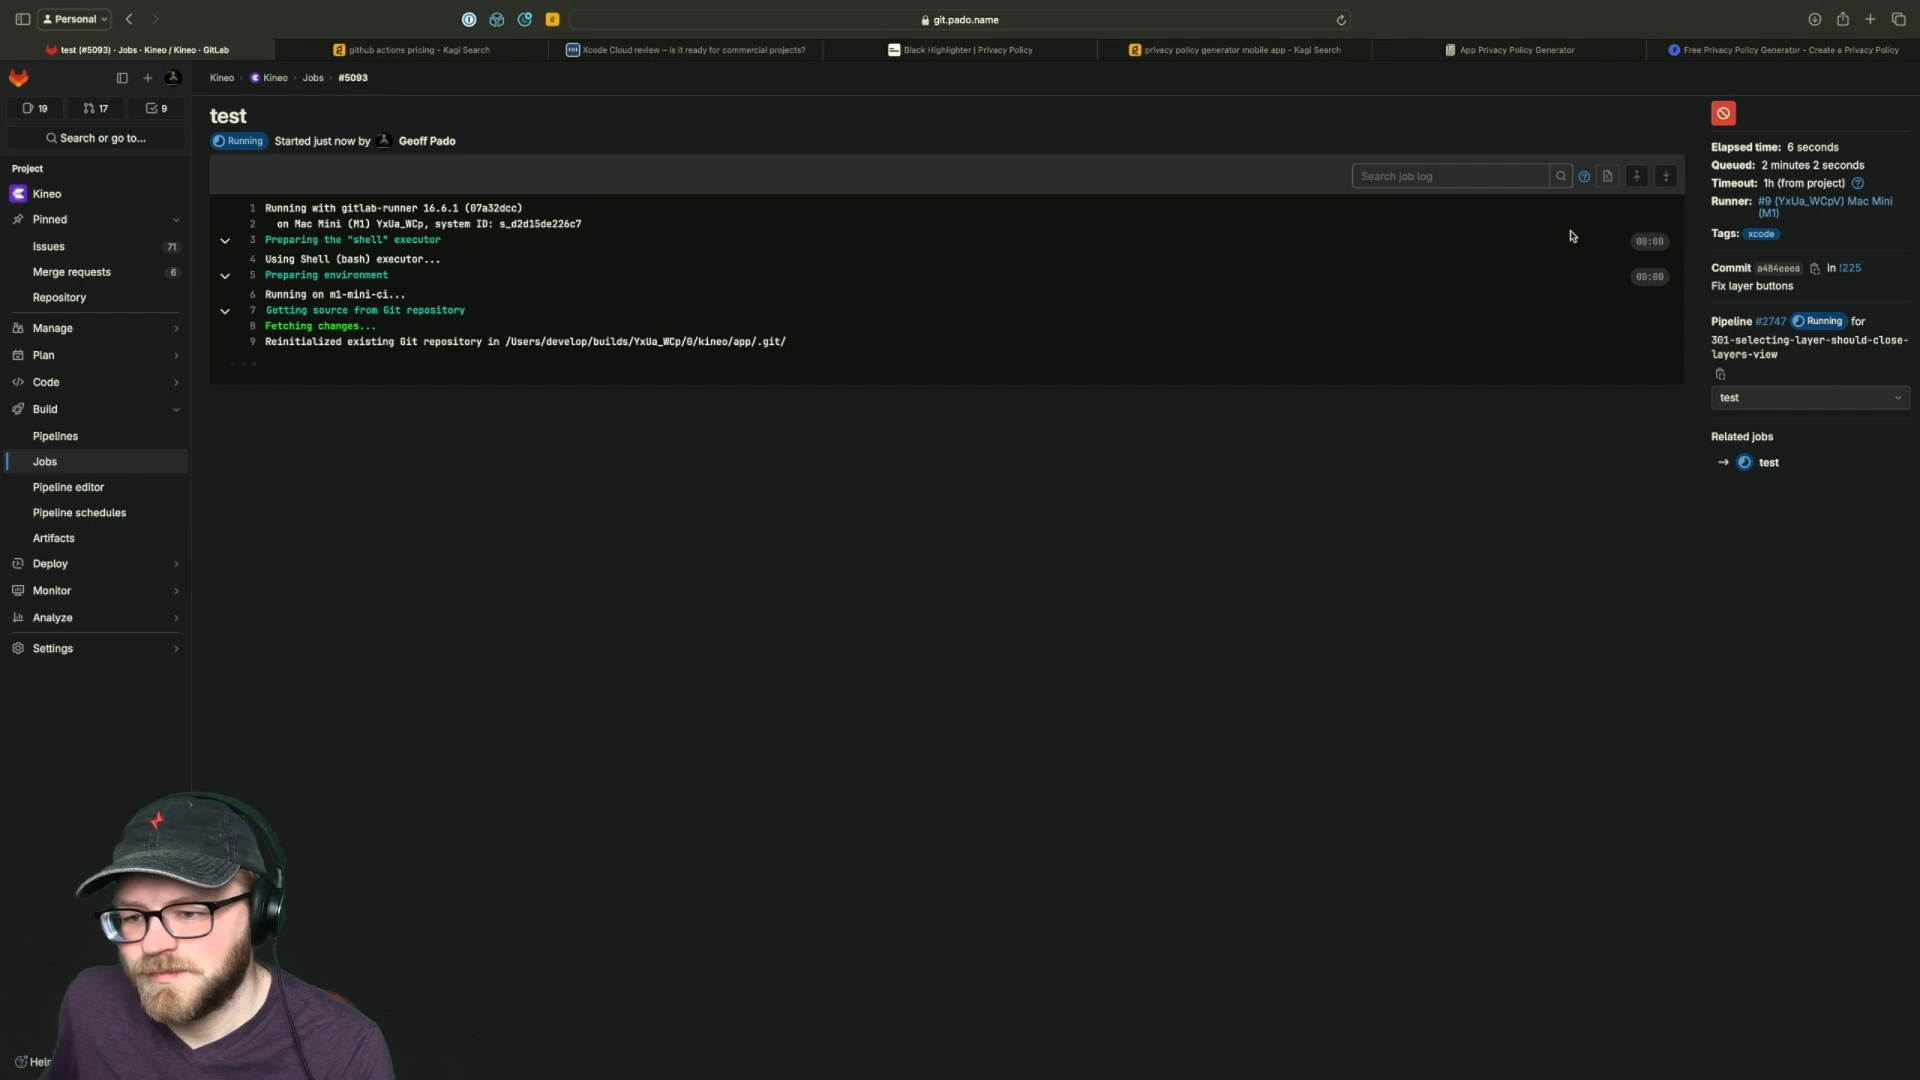 Personal
git.pado.name
test (#5093) · Jobs · Kineo / Kineo · GitLab
github actions pricing - Kagi Search
Xcode Cloud review – is it ready for commercial projects?
Black Highlighter | Privacy Policy
privacy policy generator mobile app - Kagi Search
App Privacy Policy Generator
Free Privacy Policy Generator - Create a Privacy Policy
Kineo
Kineo
Jobs
#5093
19
17
9
Search or go to...
Project
Kineo
Pinned
Issues 71
Merge requests 6
Repository
Manage
Plan
Code
Build
Pipelines
Jobs
Pipeline editor
Pipeline schedules
Artifacts
Deploy
Monitor
Analyze
Settings
Help
test
Running Started just now by Geoff Pado
Search job log
1 Running with gitlab-runner 16.6.1 (07a32dcc)
2 on Mac Mini (M1) YxUa_WCp, system ID: s_d2d15de226c7
3 Preparing the "shell" executor 00:00
4 Using Shell (bash) executor...
5 Preparing environment 00:00
6 Running on m1-mini-ci...
7 Getting source from Git repository
8 Fetching changes...
9 Reinitialized existing Git repository in /Users/develop/builds/YxUa_WCp/0/kineo/app/.git/
Elapsed time: 6 seconds
Queued: 2 minutes 2 seconds
Timeout: 1h (from project)
Runner: #9 (YxUa_WCpV) Mac Mini
(M1)
Tags: xcode
Commit a484eeea in !225
Fix layer buttons
Pipeline #2747 Running for
301-selecting-layer-should-close-
layers-view
test
Related jobs
→ test